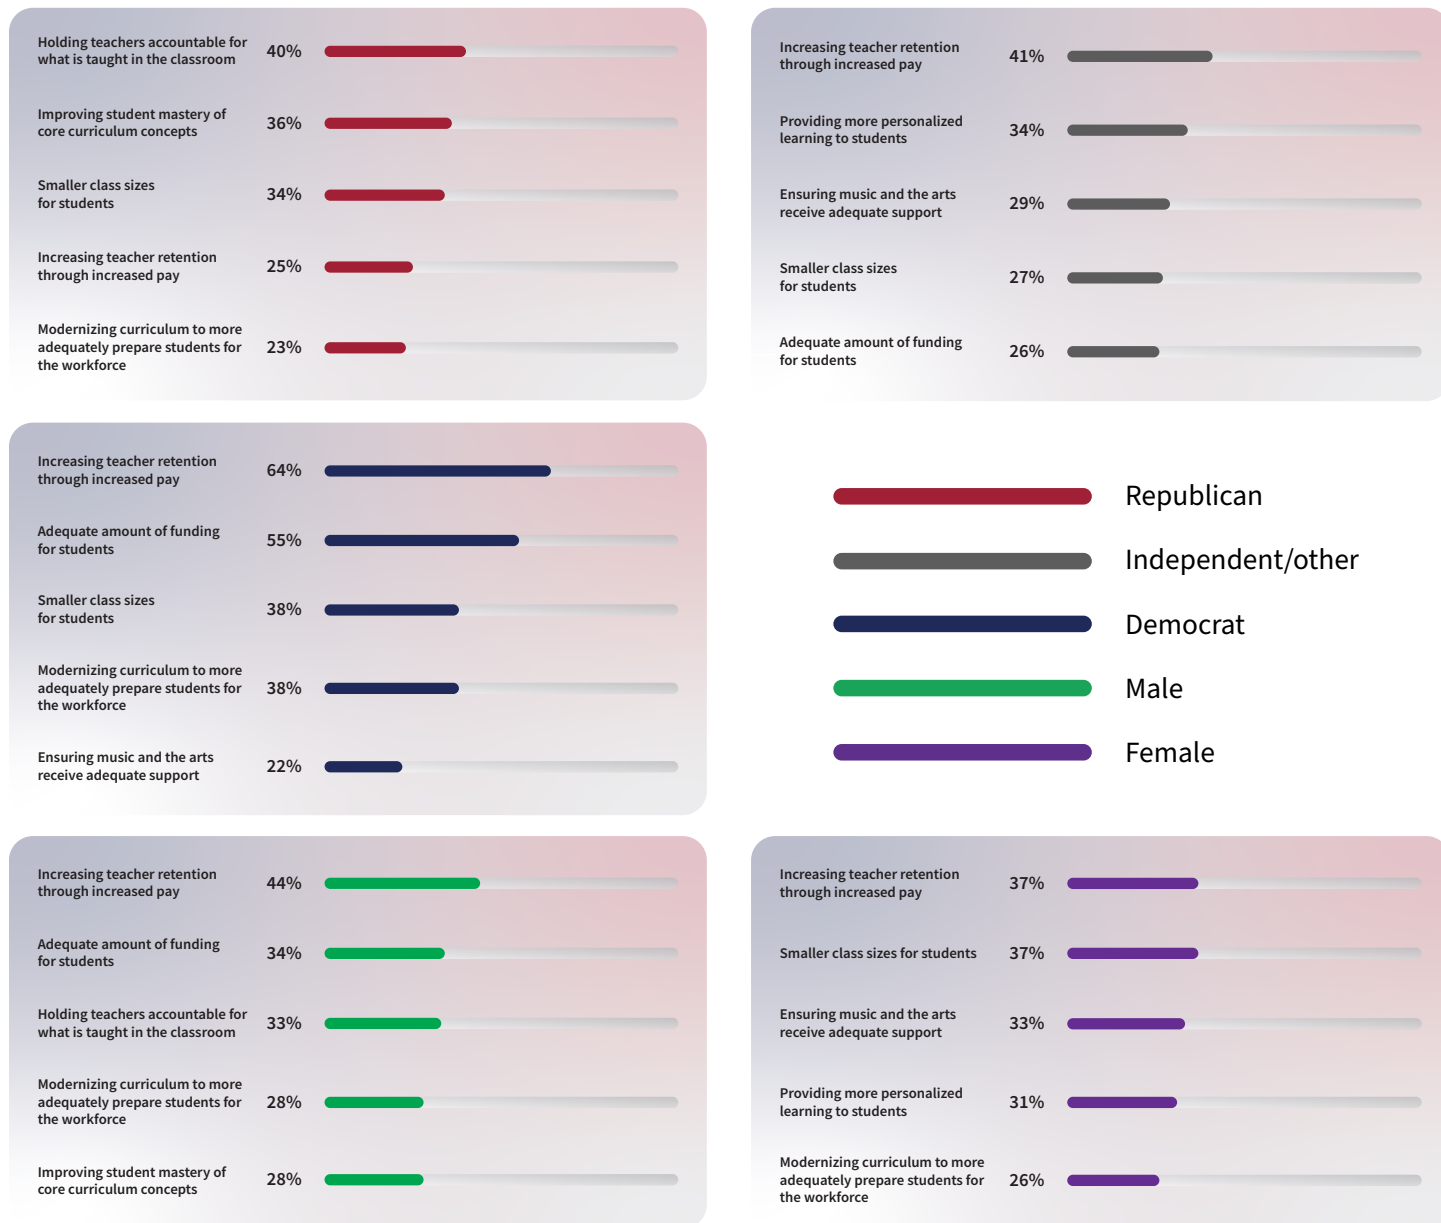 Holding teachers accountable for
what is taught in the classroom
40%
Improving student mastery of
core curriculum concepts
36%
Smaller class sizes
for students
34%
Increasing teacher retention
through increased pay
25%
Modernizing curriculum to more
adequately prepare students for
the workforce
23%
Increasing teacher retention
through increased pay
41%
Providing more personalized
learning to students
34%
Ensuring music and the arts
receive adequate support
29%
Smaller class sizes
for students
27%
Adequate amount of funding
for students
26%
Increasing teacher retention
through increased pay
64%
Adequate amount of funding
for students
55%
Smaller class sizes
for students
38%
Modernizing curriculum to more
adequately prepare students for
the workforce
38%
Ensuring music and the arts
receive adequate support
22%
Republican
Independent/other
Democrat
Male
Female
Increasing teacher retention
through increased pay
44%
Adequate amount of funding
for students
34%
Holding teachers accountable for
what is taught in the classroom
33%
Modernizing curriculum to more
adequately prepare students for
the workforce
28%
Improving student mastery of
core curriculum concepts
28%
Increasing teacher retention
through increased pay
37%
Smaller class sizes for students
37%
Ensuring music and the arts
receive adequate support
33%
Providing more personalized
learning to students
31%
Modernizing curriculum to more
adequately prepare students for
the workforce
26%